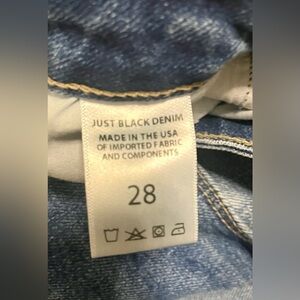 JUST BLACK DENIM
MADE IN THE USA
OF IMPORTED FABRIC
AND COMPONENTS
28